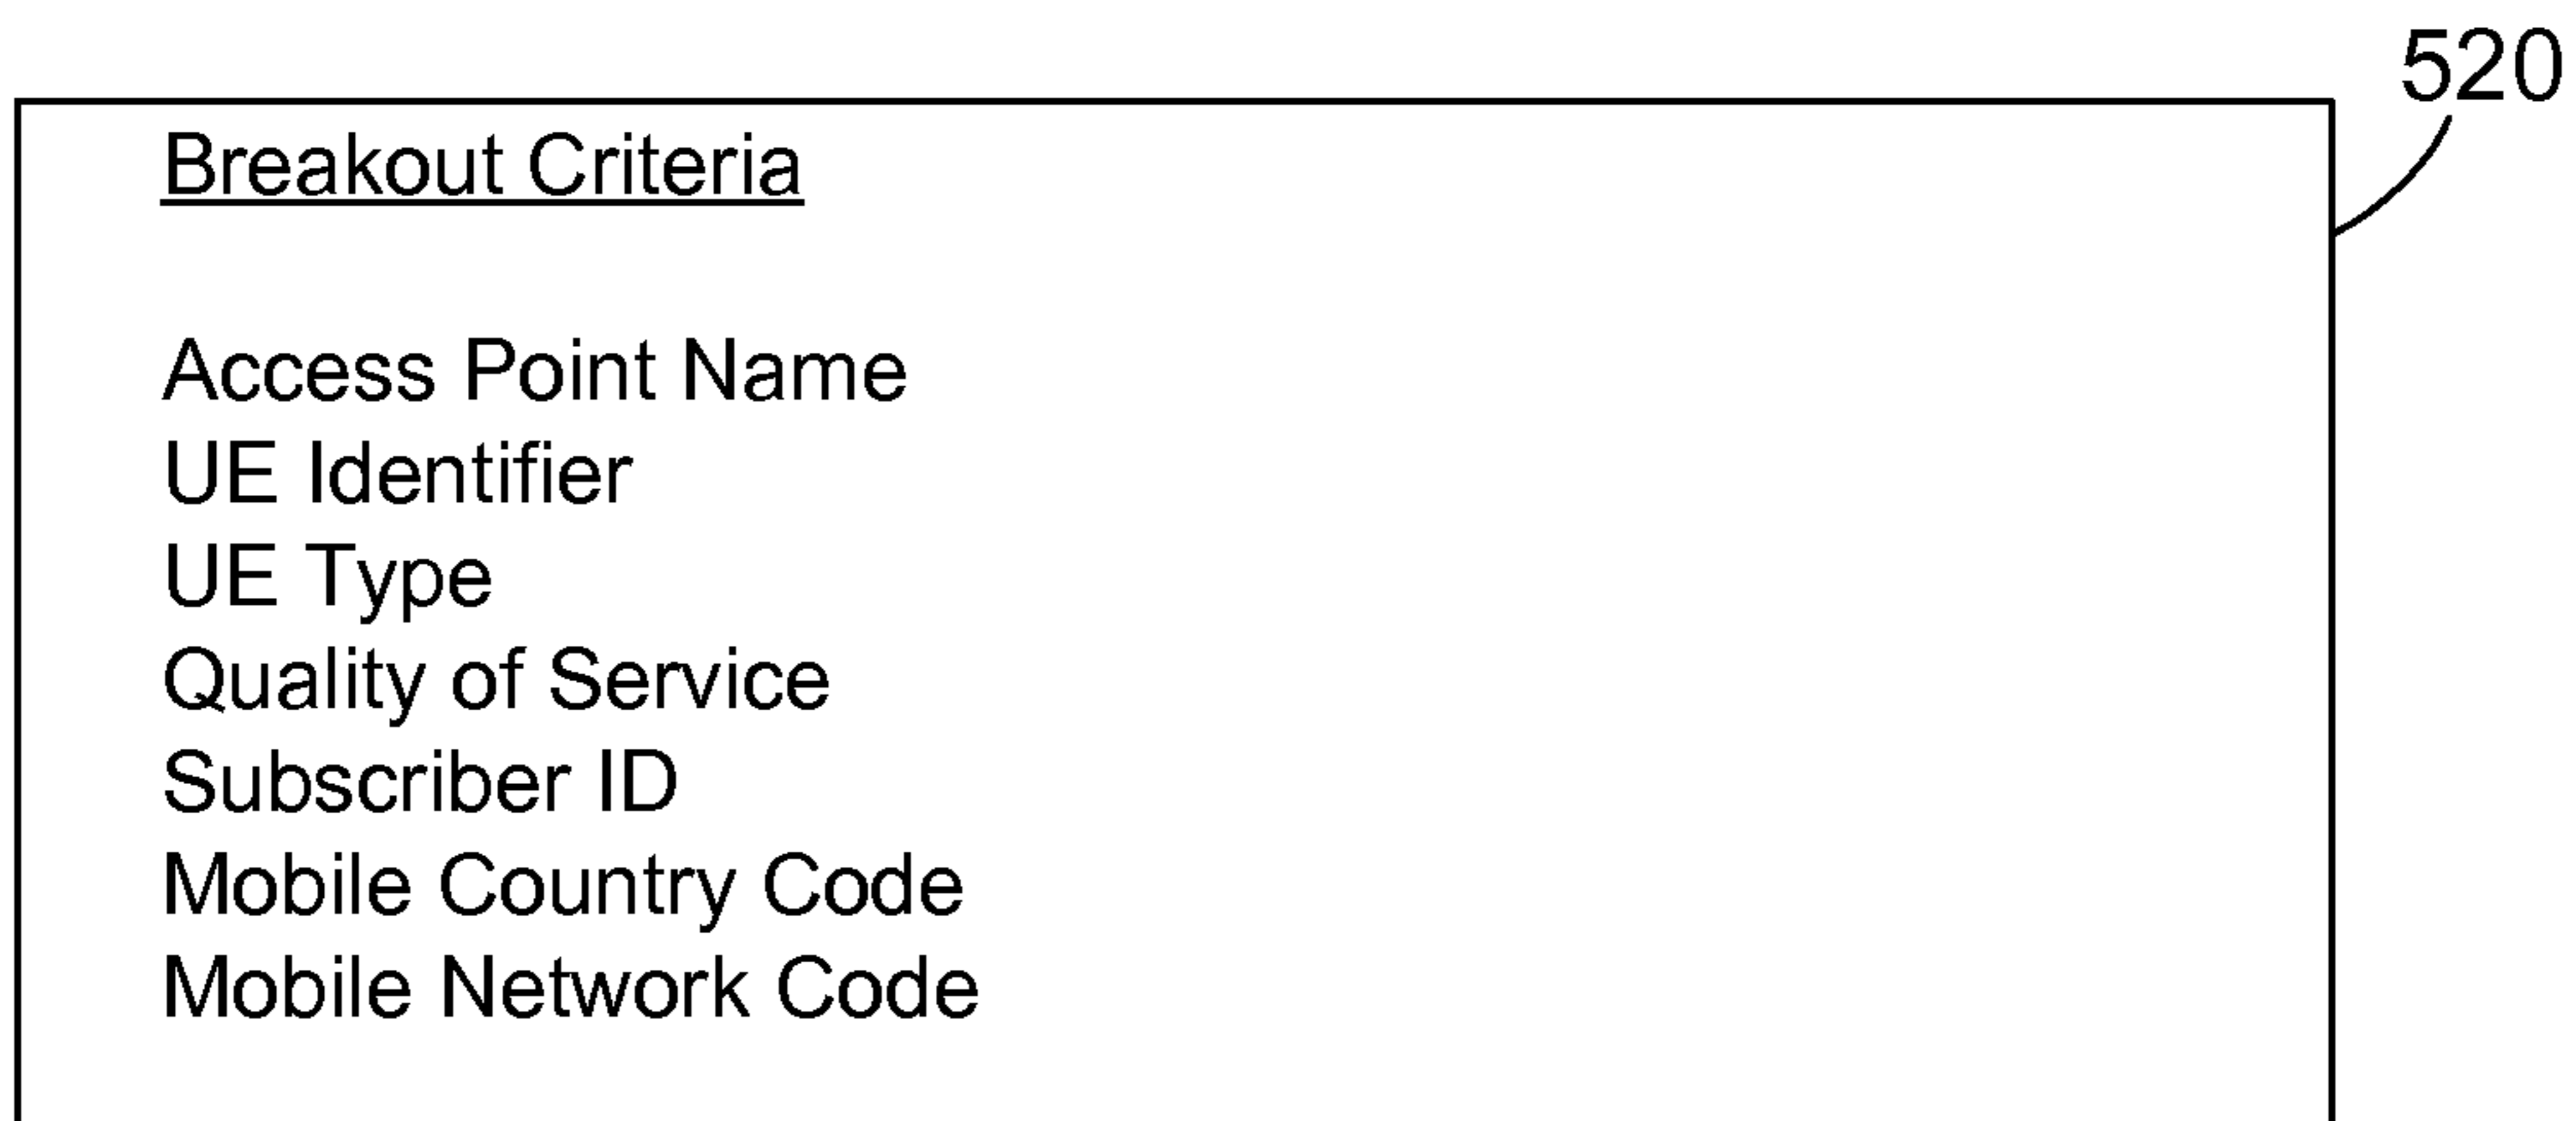 520
Breakout Criteria
Access Point Name
UE Identifier
UE Type
Quality of Service
Subscriber ID
Mobile Country Code
Mobile Network Code